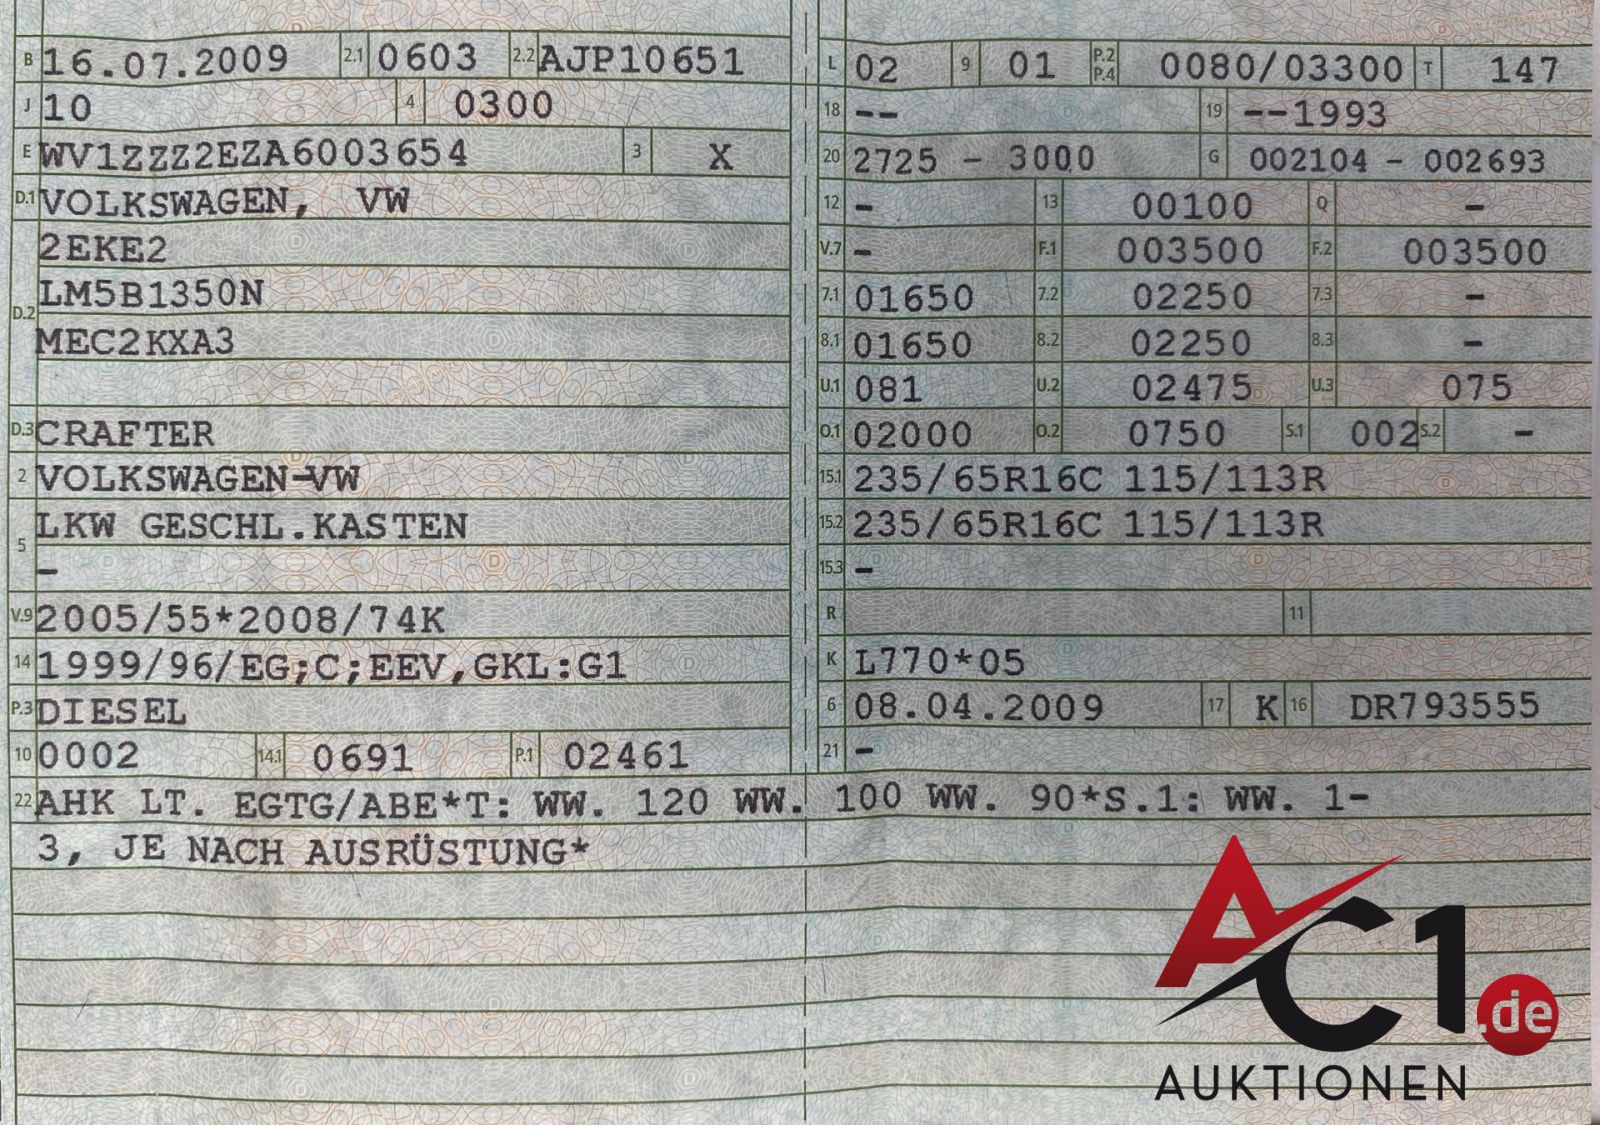 B 16.07.2009 2.1 0603 2.2 AJP10651
J 10 4 0300
E WV1ZZZ2EZA6003654 3 X
D.1 VOLKSWAGEN, VW
2EKE2
D.2 LM5B1350N
MEC2KXA3
D.3 CRAFTER
2 VOLKSWAGEN-VW
5 LKW GESCHL.KASTEN
-
V.9 2005/55*2008/74K
14 1999/96/EG;C;EEV,GKL:G1
P.3 DIESEL
10 0002 14.1 0691 P.1 02461
L 02 9 01 P.2 P.4 0080/03300 T 147
18 -- 19 --1993
20 2725 - 3000 G 002104 - 002693
12 - 13 00100 Q -
V.7 - F.1 003500 F.2 003500
7.1 01650 7.2 02250 7.3 -
8.1 01650 8.2 02250 8.3 -
U.1 081 U.2 02475 U.3 075
O.1 02000 O.2 0750 S.1 002 S.2 -
15.1 235/65R16C 115/113R
15.2 235/65R16C 115/113R
15.3 -
R 11
K L770*05
6 08.04.2009 17 K 16 DR793555
21 -
22 AHK LT. EGTG/ABE*T: WW. 120 WW. 100 WW. 90*S.1: WW. 1-
3, JE NACH AUSRÜSTUNG*
AC1.de
AUKTIONEN